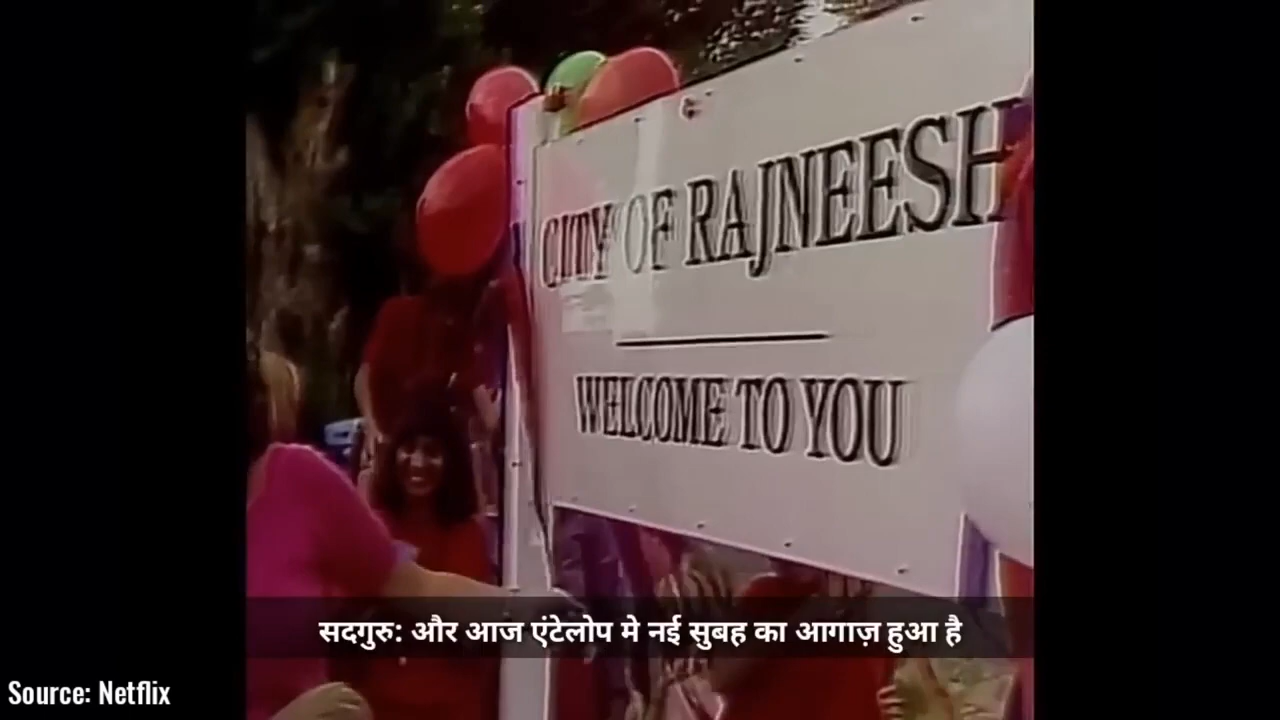 CITY OF RAJNEESH
WELCOME TO YOU
सदगुरु: और आज एंटेलोप मे नई सुबह का आगाज़ हुआ है
Source: Netflix